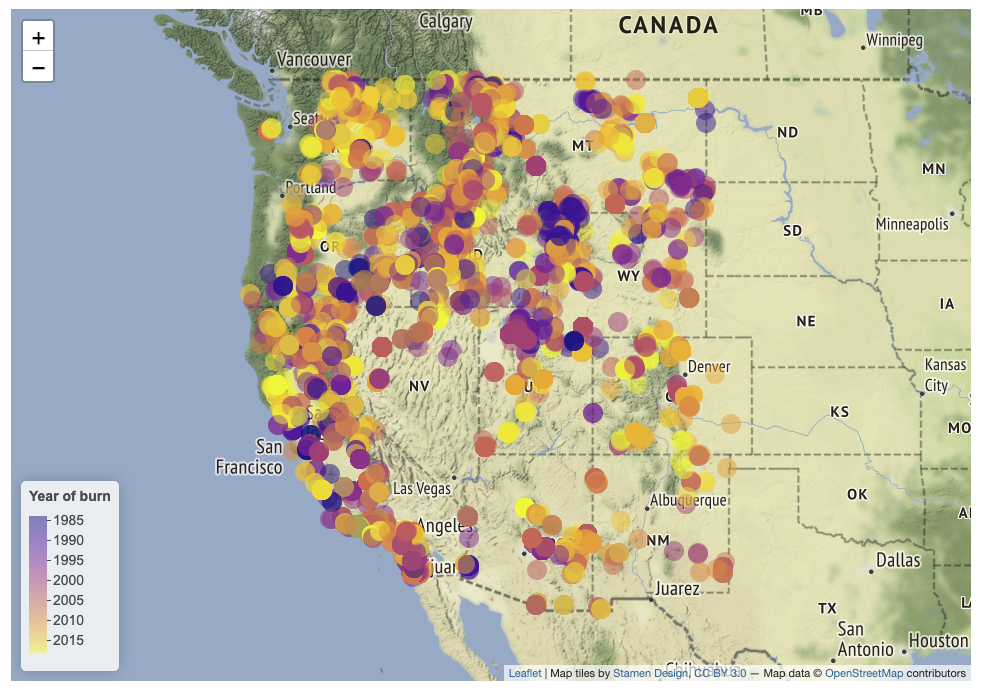 MB
Calgary
CANADA
+
Winnipeg
−
Vancouver
Seat
ND
MT
MN
Portland
Minneapolis
SD
OR
D
WY
IA
NE
Kansas
City
Denver
NV
U
C
KS
MO
Sa
San
Francisco
Las Vegas
Year of burn
OK
Albuquerque
A
1985
Angeles
1990
NM
1995
Dallas
juan
2000
Juarez
2005
TX
L
2010
San
Antonio
Houston
2015
Leaflet | Map tiles by Stamen Design, CC BY 3.0 — Map data © OpenStreetMap contributors